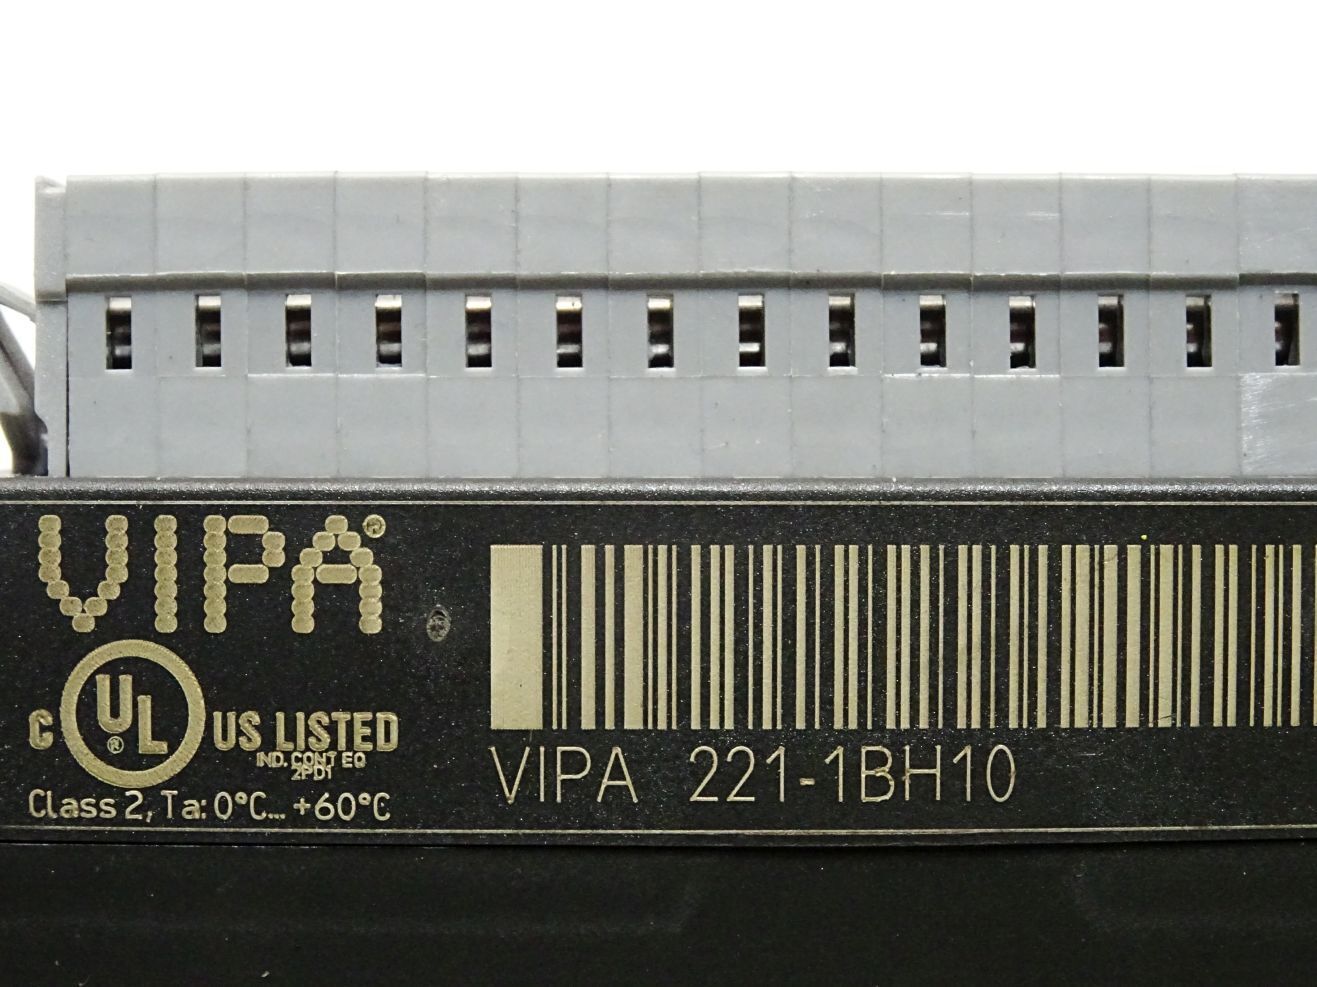 VIPA®
C UL® US LISTED
IND. CONT EQ
2PD1
Class 2, Ta: 0°C... +60°C
VIPA 221-1BH10